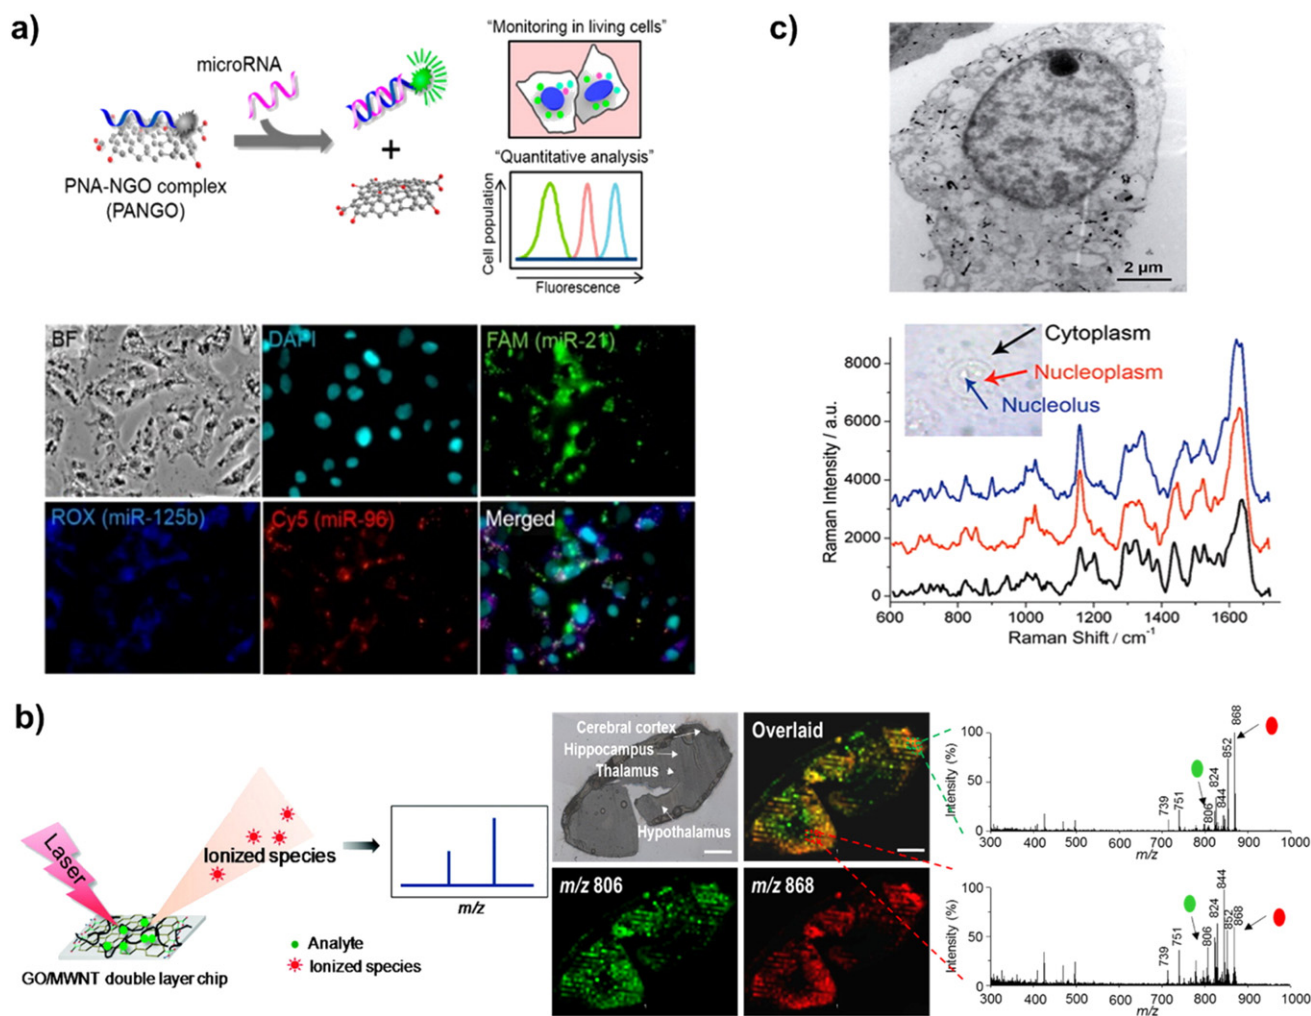 a)
microRNA
PNA-NGO complex
(PANGO)
+
“Monitoring in living cells”
“Quantitative analysis”
Cell population
Fluorescence
BF
DAPI
FAM (miR-21)
ROX (miR-125b)
Cy5 (miR-96)
Merged
c)
2 µm
Cytoplasm
Nucleoplasm
Nucleolus
8000
6000
4000
2000
0
Raman Intensity / a.u.
600 800 1000 1200 1400 1600
Raman Shift / cm⁻¹
b)
Laser
Ionized species
GO/MWNT double layer chip
Analyte
Ionized species
m/z
Cerebral cortex
Hippocampus
Thalamus
Hypothalamus
Overlaid
m/z 806
m/z 868
100
50
0
Intensity (%)
739
751
806
824
844
852
868
300 400 500 600 700 800 900 1000
m/z
100
50
0
Intensity (%)
739
751
806
824
844
852
868
300 400 500 600 700 800 900 1000
m/z